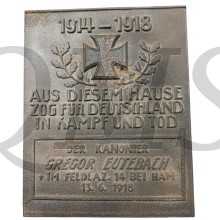 1914-1918
AUS DIESEM HAUSE
ZOG FÜR DEUTSCHLAND
IN KAMPF UND TOD
DER KANONIER
GREGOR EUTEBACH
† IM FELDLAZ. 14 BEI HAM
13. 6. 1918